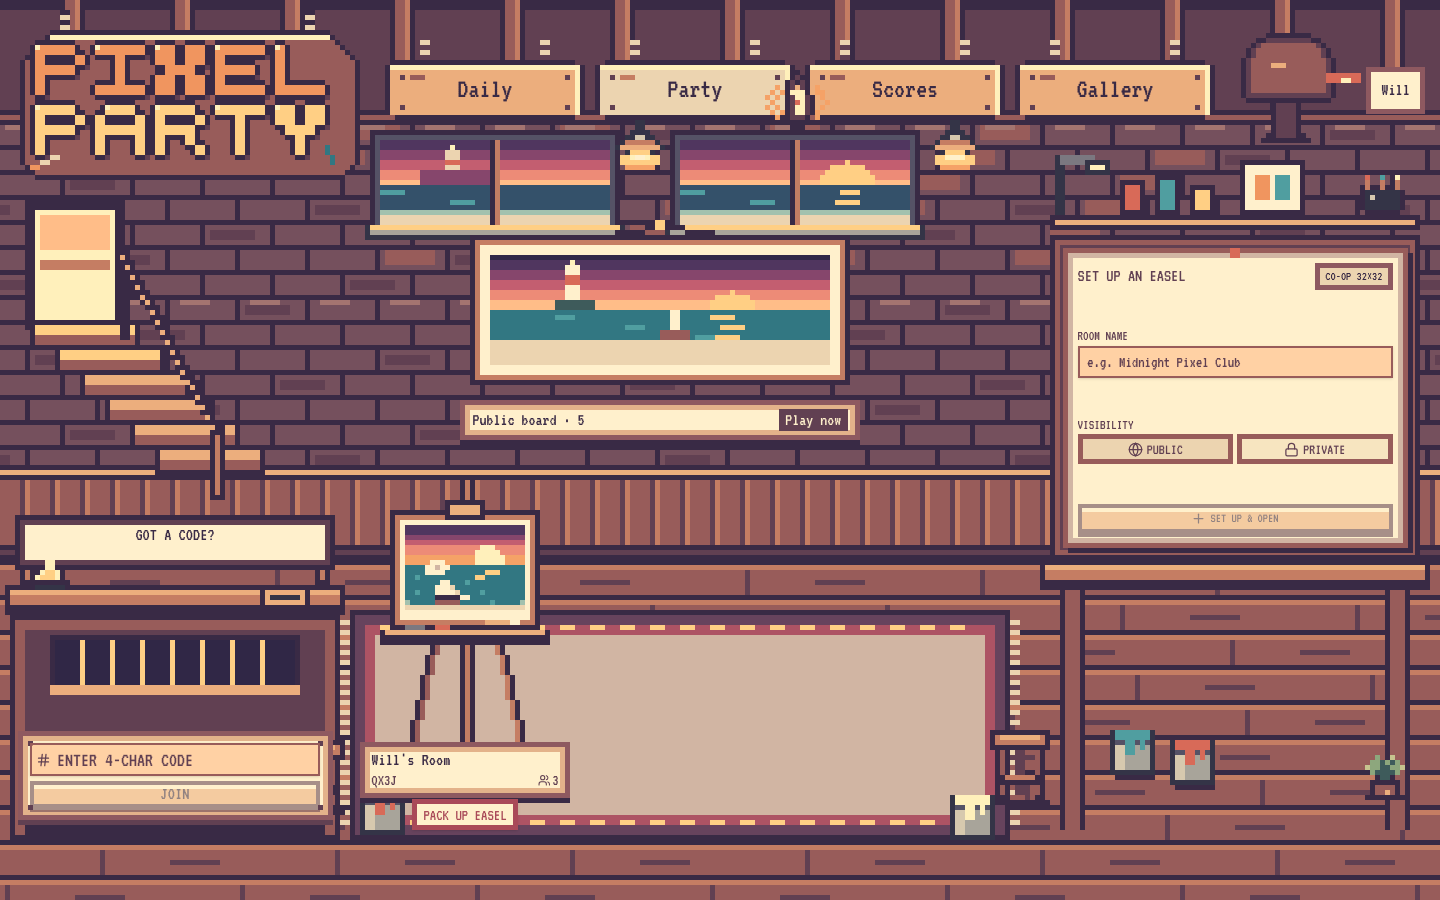 PIXEL
PARTY
Daily
Party
Scores
Gallery
Will
SET UP AN EASEL
CO-OP 32X32
ROOM NAME
e.g. Midnight Pixel Club
Public board · 5
Play now
VISIBILITY
PUBLIC
PRIVATE
+ SET UP & OPEN
GOT A CODE?
# ENTER 4-CHAR CODE
JOIN
Will's Room
QX3J
3
PACK UP EASEL